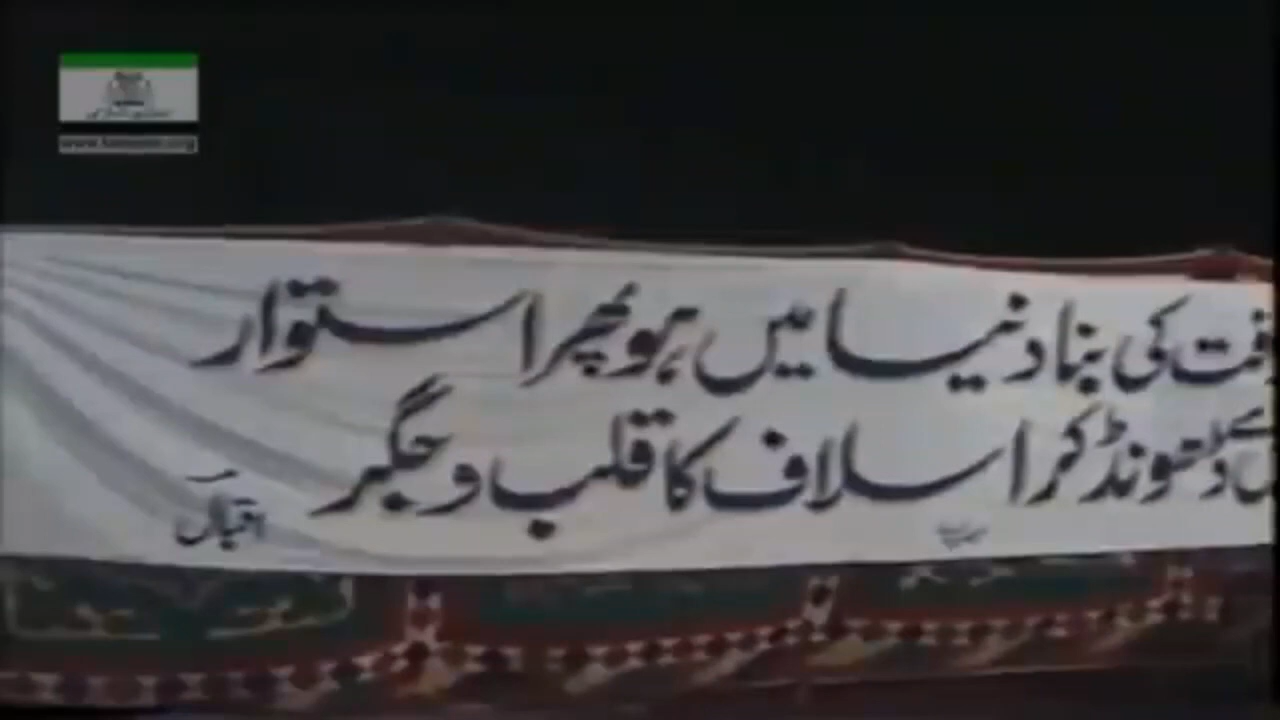 کی بنا دنیا میں ہو پھر استوار
ڈھونڈ کر اسلاف کا قلب و جگر
اقبالؔ